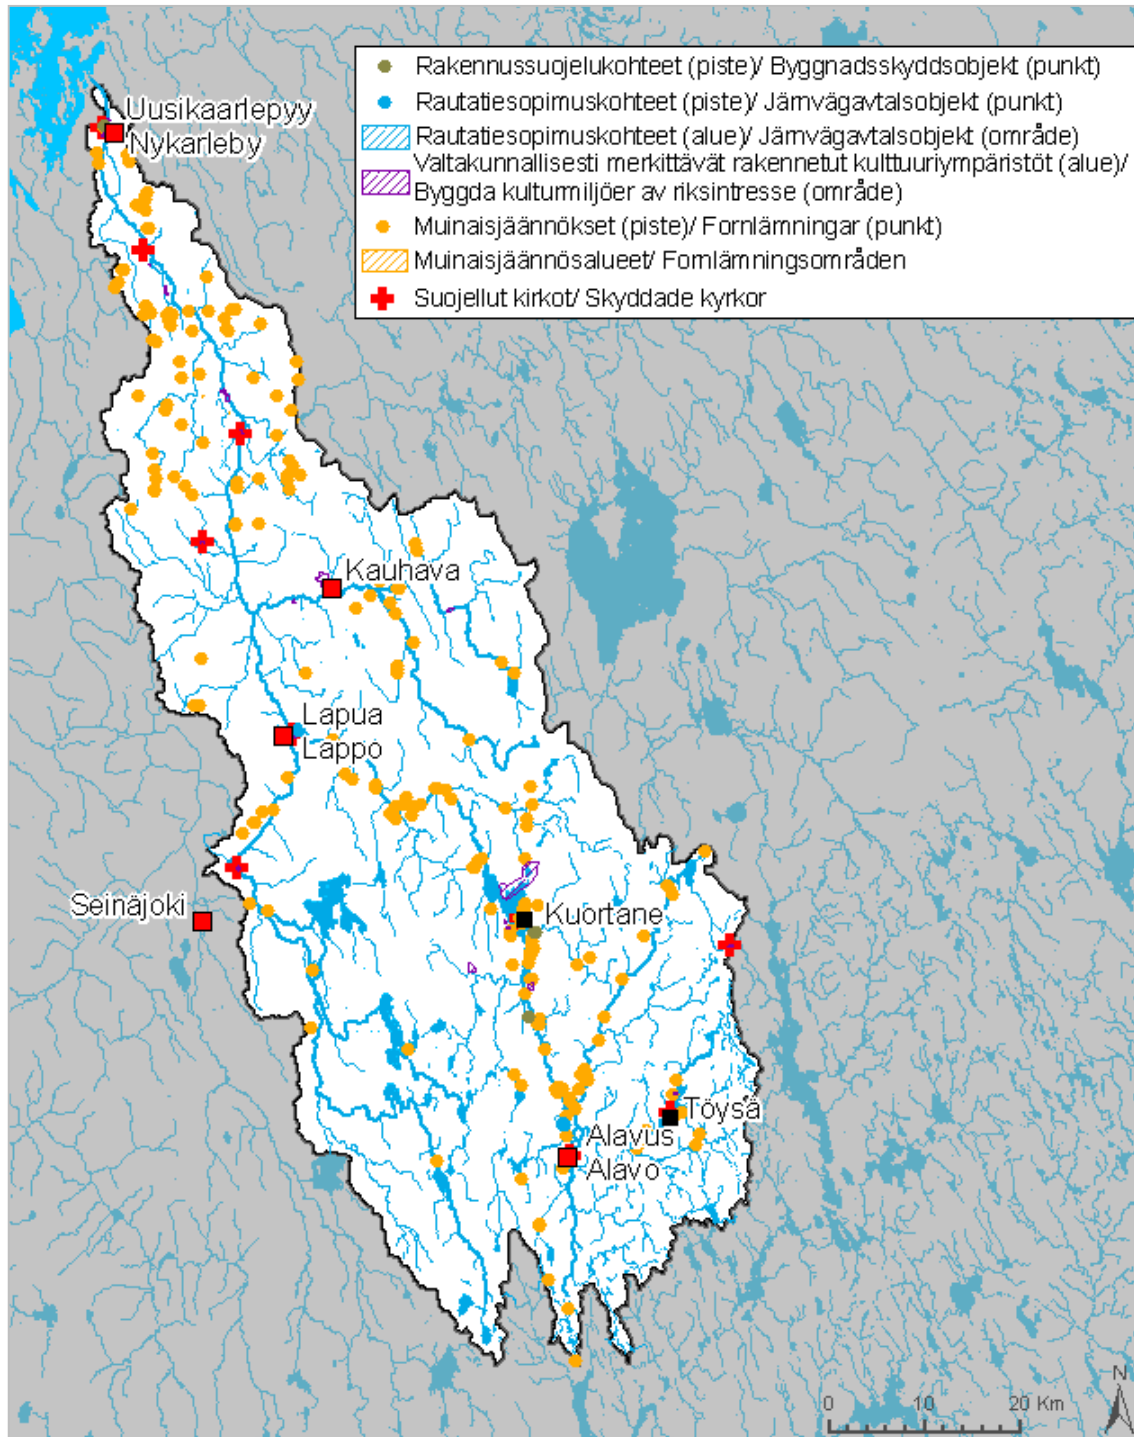 Rakennussuojelukohteet (piste)/ Byggnadsskyddsobjekt (punkt)
Rautatiesopimuskohteet (piste)/ Järnvägavtalsobjekt (punkt)
Rautatiesopimuskohteet (alue)/ Järnvägavtalsobjekt (område)
Valtakunnallisesti merkittävät rakennetut kulttuuriympäristöt (alue)/
Byggda kulturmiljöer av riksintresse (område)
Muinaisjäännökset (piste)/ Fornlämningar (punkt)
Muinaisjäännösalueet/ Fornlämningsområden
Suojellut kirkot/ Skyddade kyrkor
Uusikaarlepyy
Nykarleby
Kauhava
Lapua
Lappo
Seinäjoki
Kuortane
Töysä
Alavus
Alavo
N
0 10 20 Km